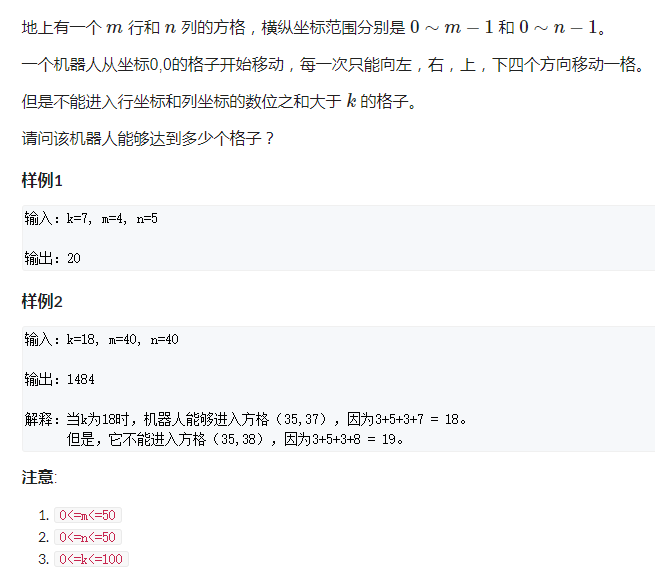 地上有一个 m 行和 n 列的方格，横纵坐标范围分别是 0 ∼ m − 1 和 0 ∼ n − 1。
一个机器人从坐标0,0的格子开始移动，每一次只能向左，右，上，下四个方向移动一格。
但是不能进入行坐标和列坐标的数位之和大于 k 的格子。
请问该机器人能够达到多少个格子？
样例1
输入：k=7, m=4, n=5
输出：20
样例2
输入：k=18, m=40, n=40
输出：1484
解释：当k为18时，机器人能够进入方格（35,37），因为3+5+3+7 = 18。
但是，它不能进入方格（35,38），因为3+5+3+8 = 19。
注意:
1. 0<=m<=50
2. 0<=n<=50
3. 0<=k<=100